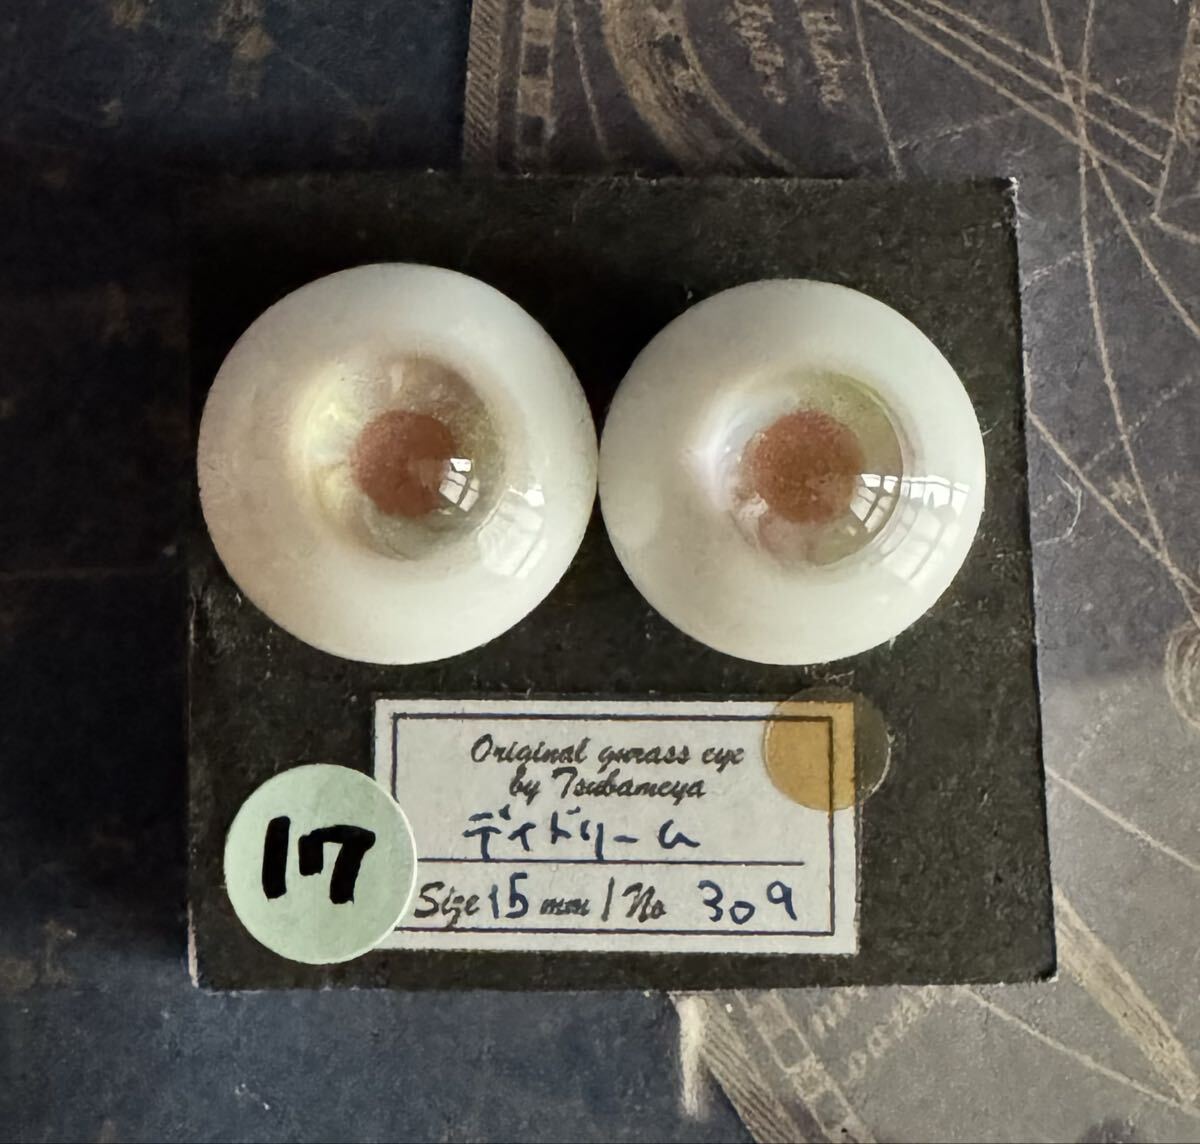 Original gurass eye
by Tsubameya
デイドリーム
Size 15 mm / No 309
17